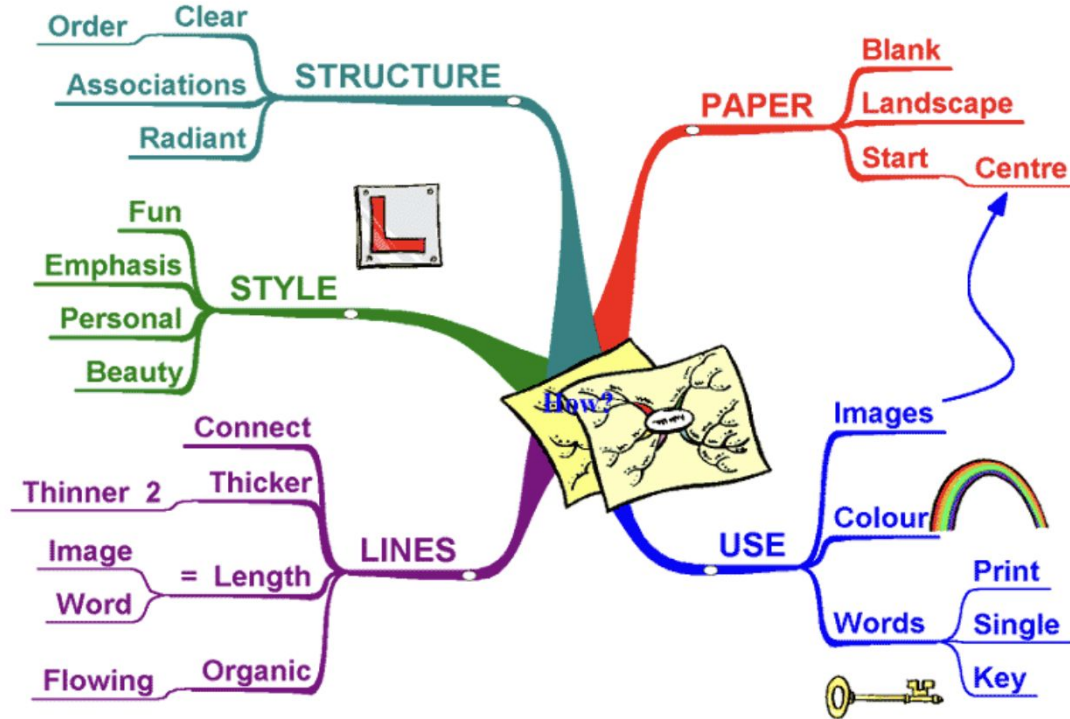 STRUCTURE
Clear
Order
Associations
Radiant
PAPER
Blank
Landscape
Start
Centre
L
STYLE
Fun
Emphasis
Personal
Beauty
How?
LINES
Connect
Thicker
Thinner 2
= Length
Image
Word
Organic
Flowing
USE
Images
Colour
Words
Print
Single
Key